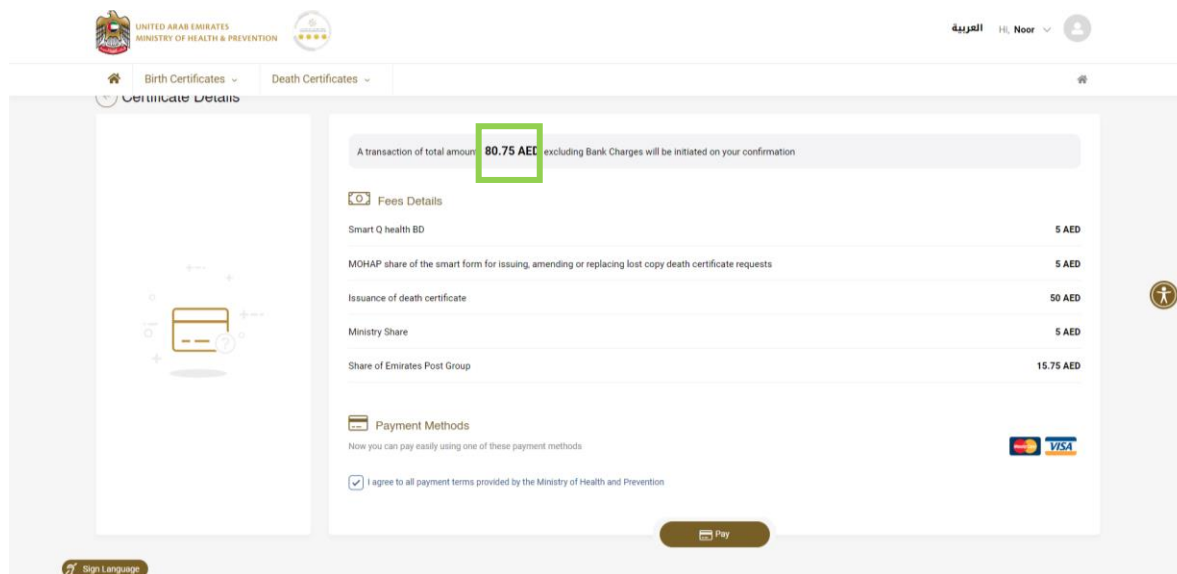 UNITED ARAB EMIRATES
MINISTRY OF HEALTH & PREVENTION
العربية Hi, Noor
Birth Certificates Death Certificates
Certificate Details
A transaction of total amoun 80.75 AED excluding Bank Charges will be initiated on your confirmation
Fees Details
Smart Q health BD 5 AED
MOHAP share of the smart form for issuing, amending or replacing lost copy death certificate requests 5 AED
Issuance of death certificate 50 AED
Ministry Share 5 AED
Share of Emirates Post Group 15.75 AED
Payment Methods
Now you can pay easily using one of these payment methods
VISA
I agree to all payment terms provided by the Ministry of Health and Prevention
Pay
Sign Language